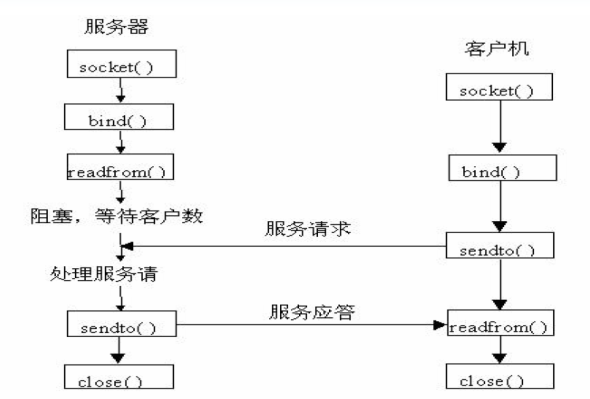 服务器
socket()
bind()
readfrom()
阻塞，等待客户数
处理服务请
sendto()
close()
服务请求
服务应答
客户机
socket()
bind()
sendto()
readfrom()
close()